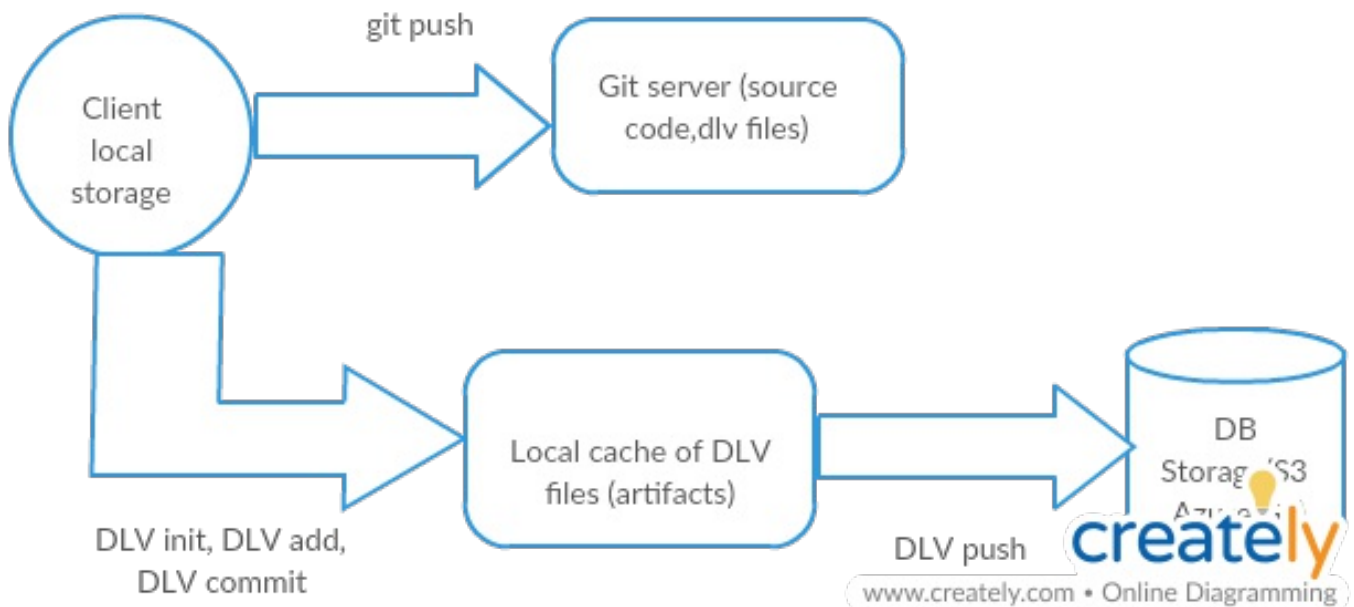 git push
Client
local
storage
Git server (source
code,dlv files)
Local cache of DLV
files (artifacts)
DB
(S3
DLV init, DLV add,
DLV commit
DLV push
creately
www.creately.com • Online Diagramming